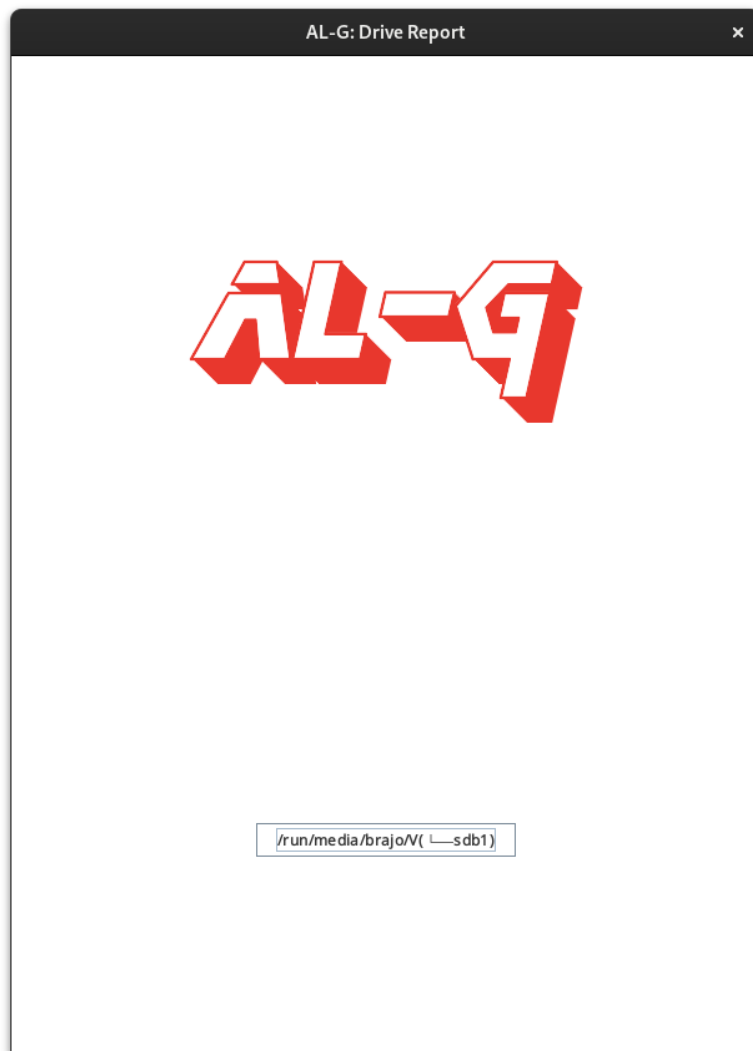 AL-G: Drive Report
AL-G
/run/media/brajo/V( └──sdb1)